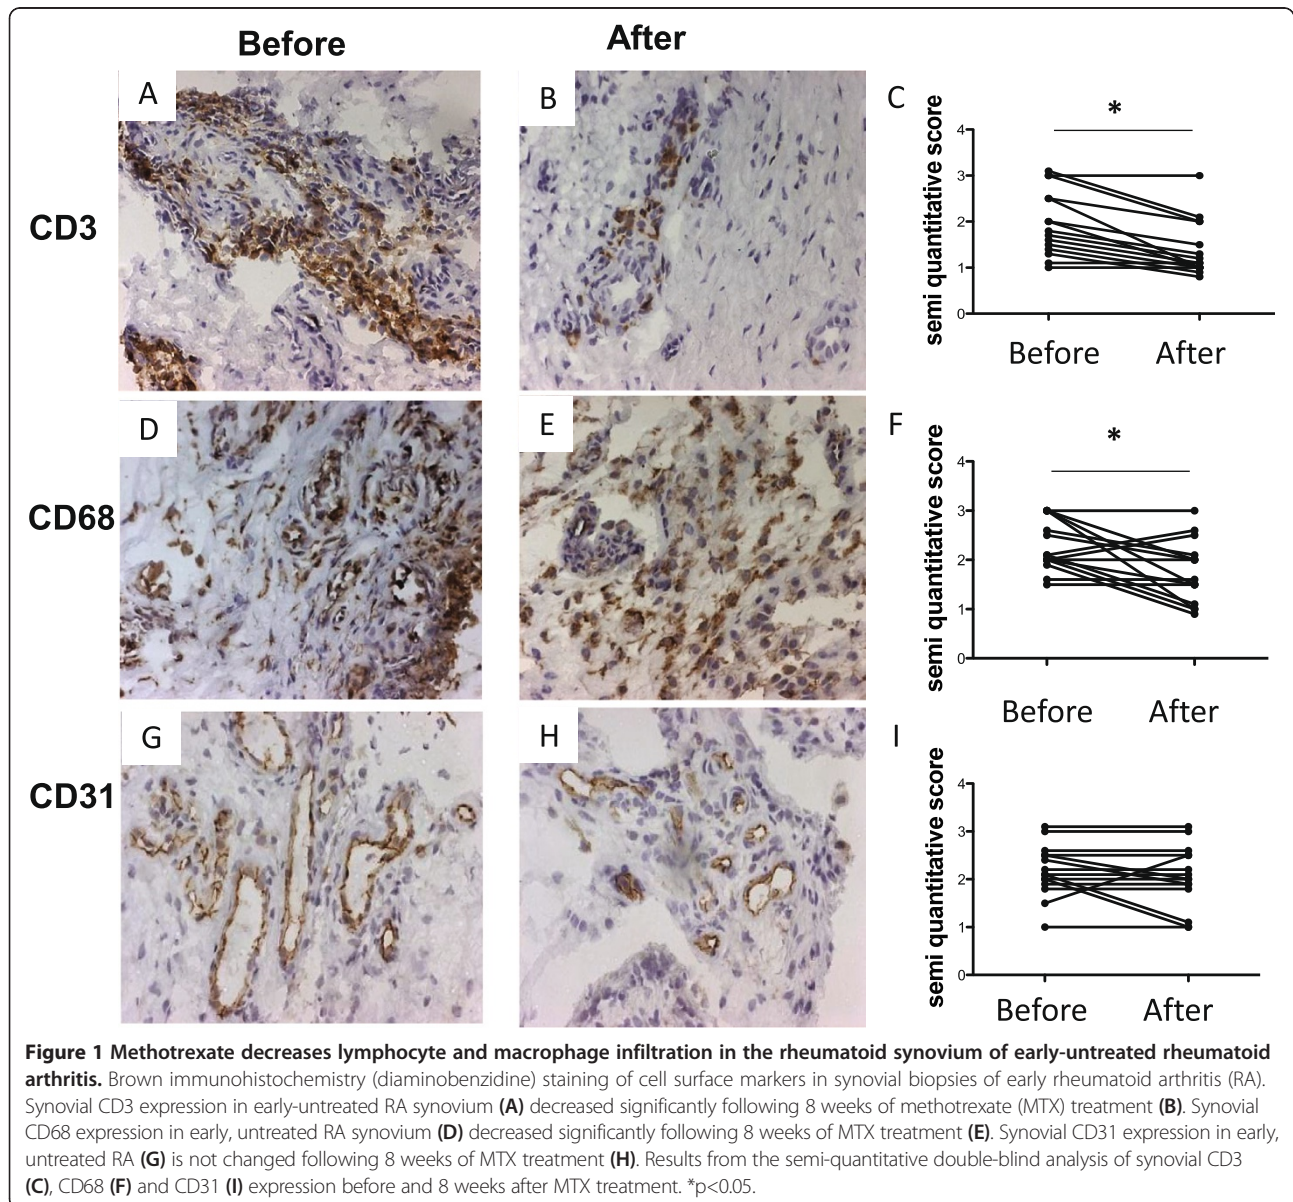 Before After
A B C
*
semi quantitative score
4
3
2
1
0
Before After
CD3
D E F
*
semi quantitative score
4
3
2
1
0
Before After
CD68
G H I
semi quantitative score
4
3
2
1
0
Before After
CD31
Figure 1 Methotrexate decreases lymphocyte and macrophage infiltration in the rheumatoid synovium of early-untreated rheumatoid
arthritis. Brown immunohistochemistry (diaminobenzidine) staining of cell surface markers in synovial biopsies of early rheumatoid arthritis (RA).
Synovial CD3 expression in early-untreated RA synovium (A) decreased significantly following 8 weeks of methotrexate (MTX) treatment (B). Synovial
CD68 expression in early, untreated RA synovium (D) decreased significantly following 8 weeks of MTX treatment (E). Synovial CD31 expression in early,
untreated RA (G) is not changed following 8 weeks of MTX treatment (H). Results from the semi-quantitative double-blind analysis of synovial CD3
(C), CD68 (F) and CD31 (I) expression before and 8 weeks after MTX treatment. *p<0.05.